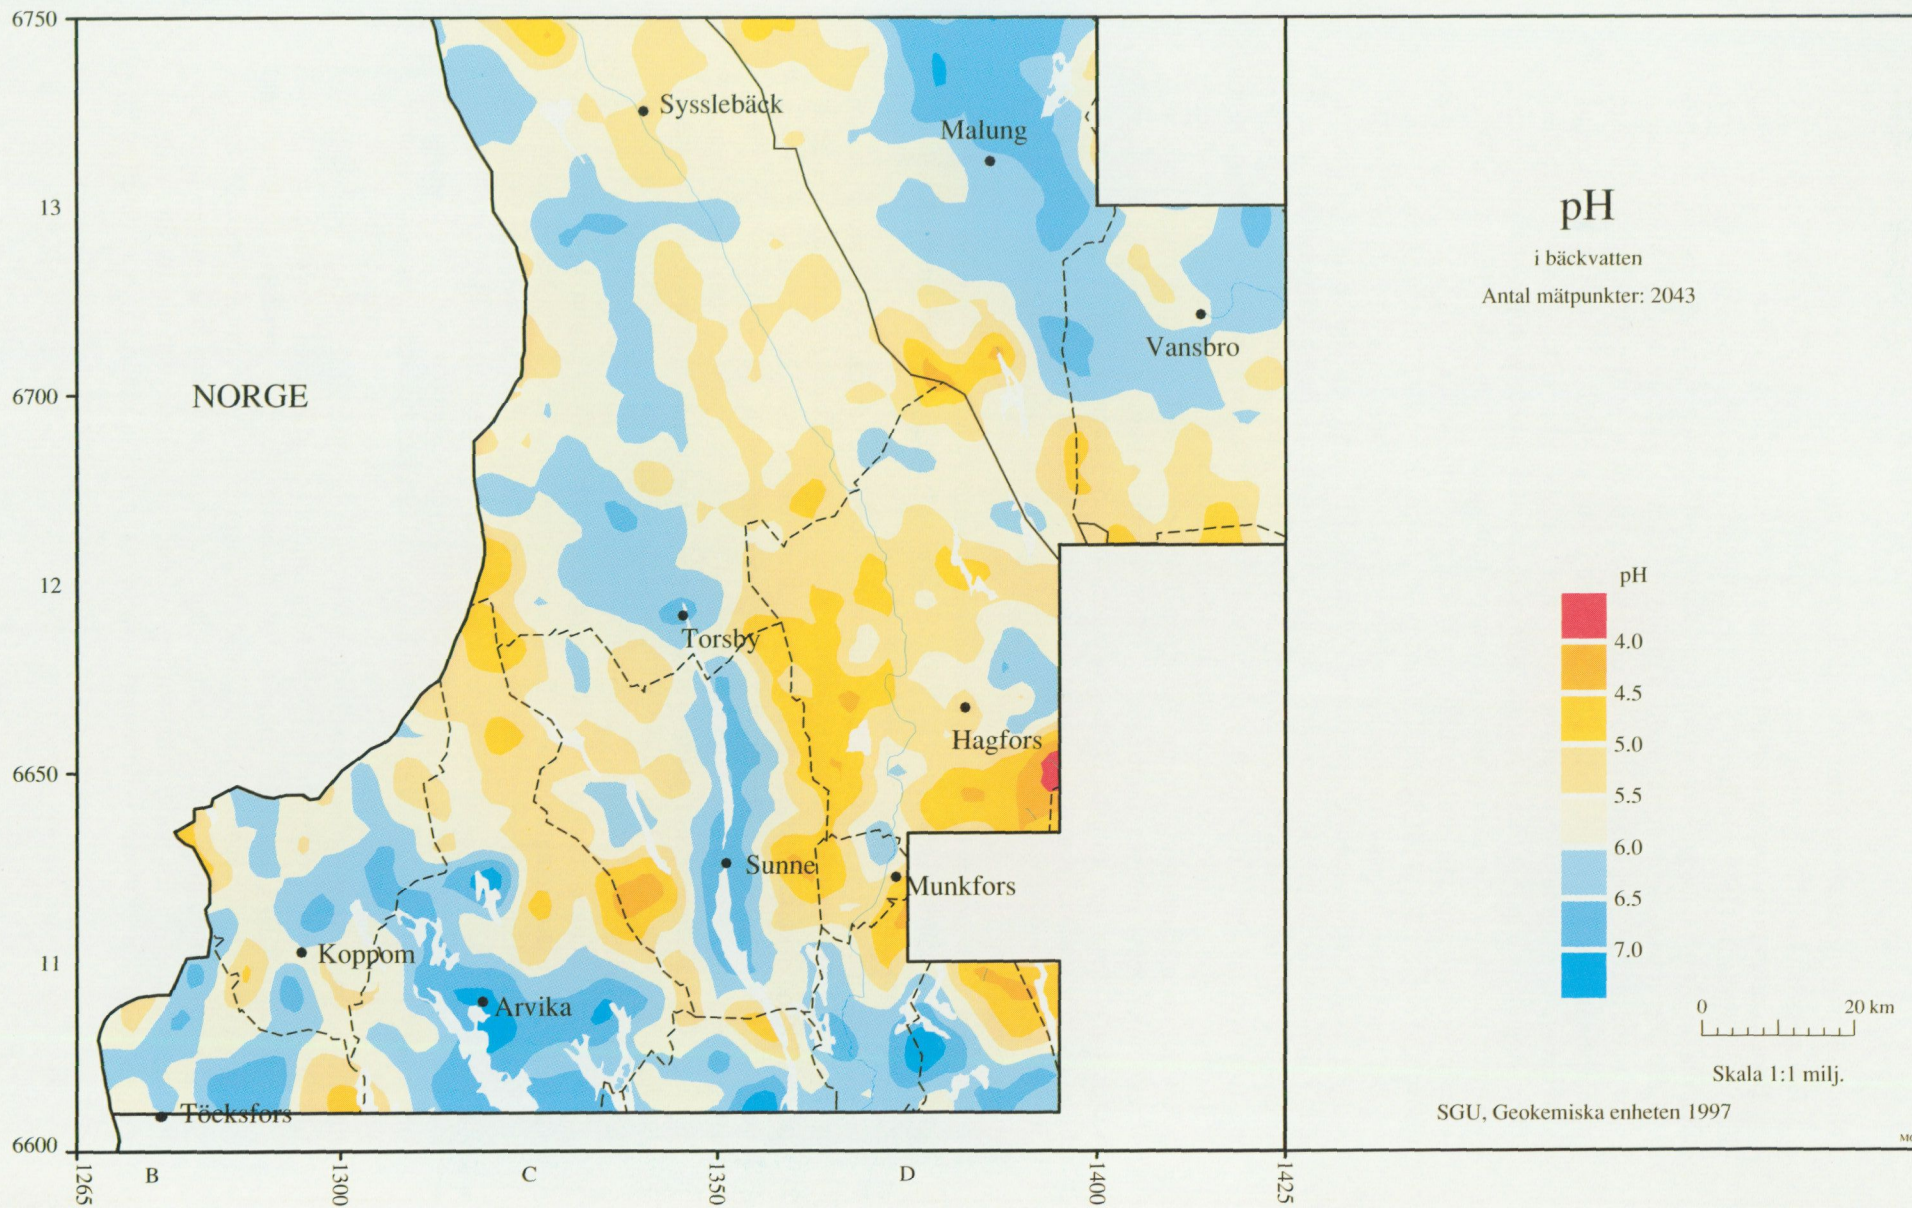 6750
13
6700
12
6650
11
6600
1265
B
1300
C
1350
D
1400
1425
NORGE
Sysslebäck
Malung
Vansbro
Torsby
Hagfors
Sunne
Munkfors
Koppom
Arvika
Töcksfors
pH
i bäckvatten
Antal mätpunkter: 2043
pH
4.0
4.5
5.0
5.5
6.0
6.5
7.0
0 20 km
Skala 1:1 milj.
SGU, Geokemiska enheten 1997